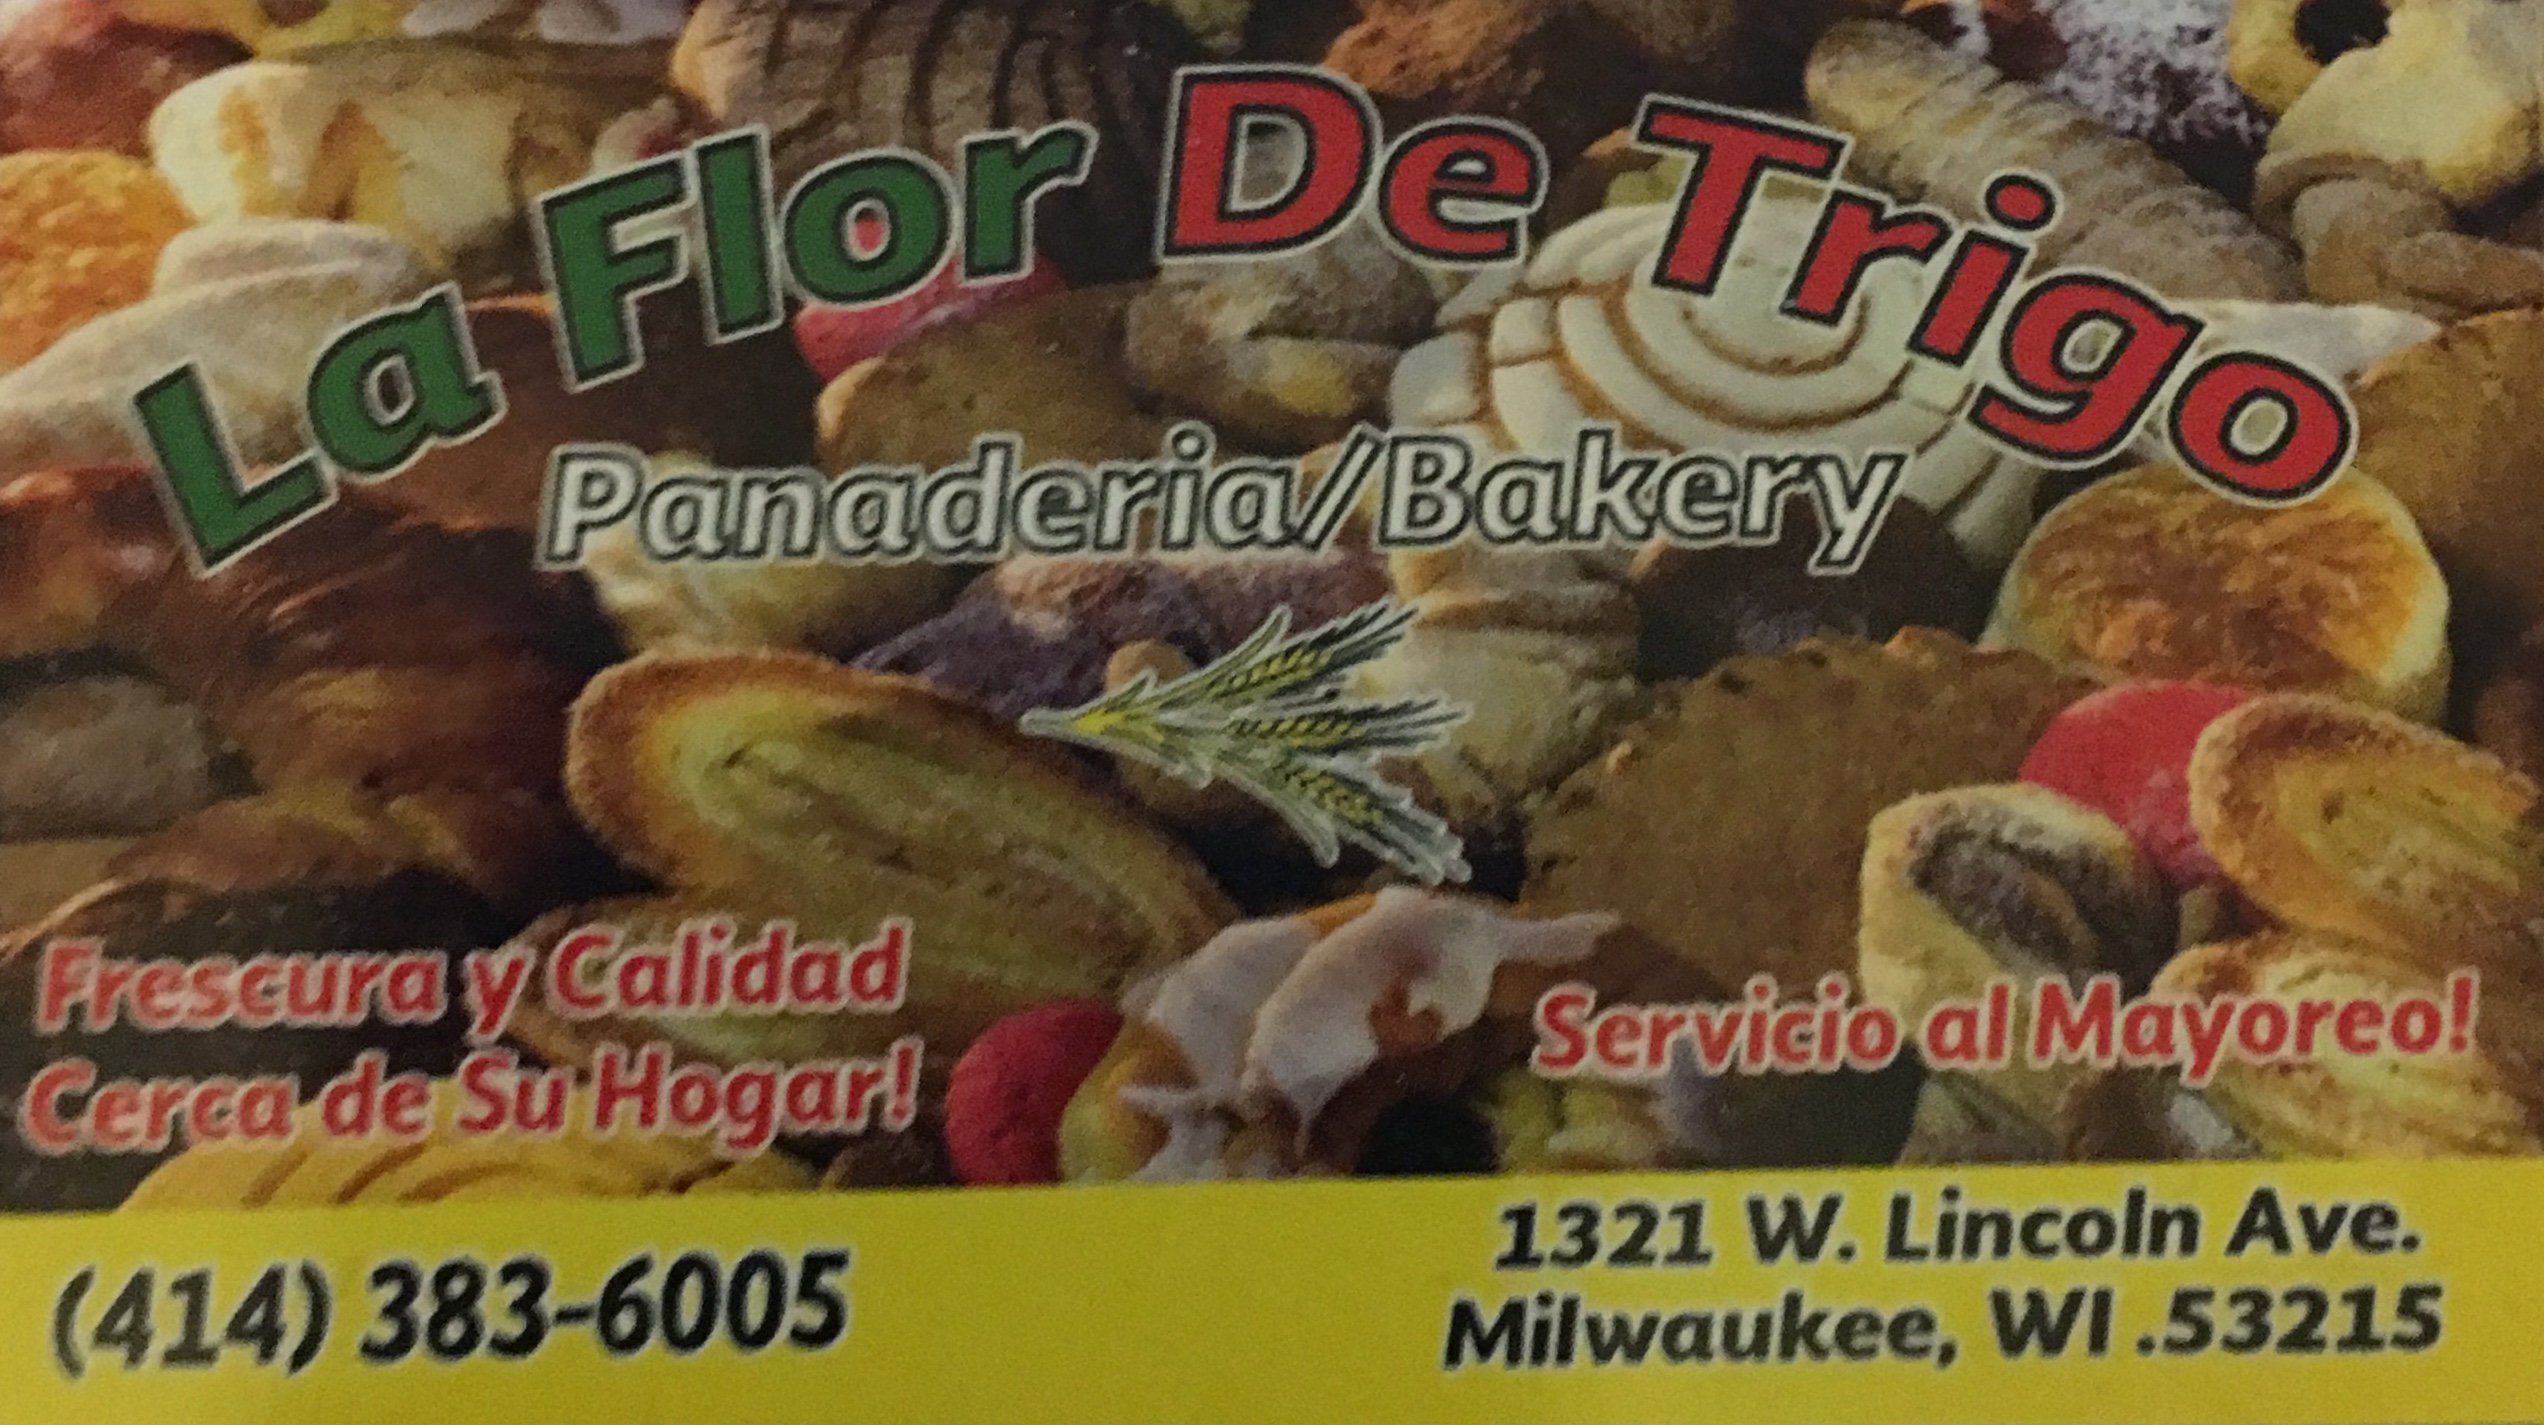 La Flor De Trigo
Panaderia/Bakery
Frescura y Calidad
Cerca de Su Hogar!
Servicio al Mayoreo!
(414) 383-6005
1321 W. Lincoln Ave.
Milwaukee, WI .53215